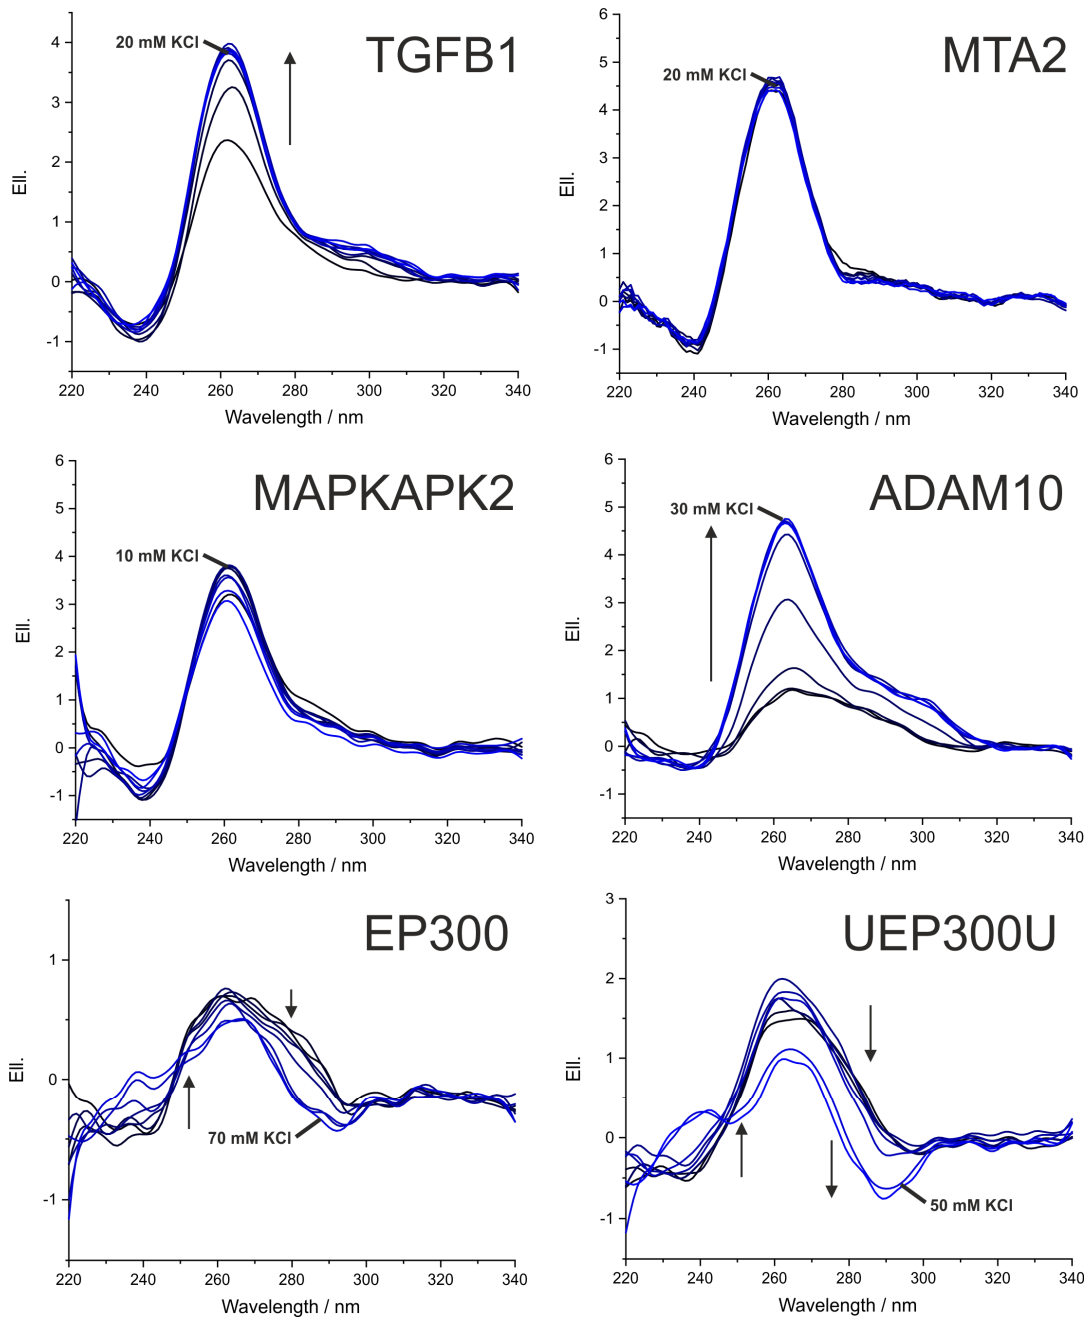 TGFB1
20 mM KCl
4
3
2
1
0
-1
Ell.
220 240 260 280 300 320 340
Wavelength / nm
MTA2
20 mM KCl
6
5
4
3
2
1
0
-1
Ell.
220 240 260 280 300 320 340
Wavelength / nm
MAPKAPK2
10 mM KCl
6
5
4
3
2
1
0
-1
Ell.
220 240 260 280 300 320 340
Wavelength / nm
ADAM10
30 mM KCl
6
5
4
3
2
1
0
-1
Ell.
220 240 260 280 300 320 340
Wavelength / nm
EP300
1
0
-1
Ell.
70 mM KCl
220 240 260 280 300 320 340
Wavelength / nm
UEP300U
3
2
1
0
-1
Ell.
50 mM KCl
220 240 260 280 300 320 340
Wavelength / nm